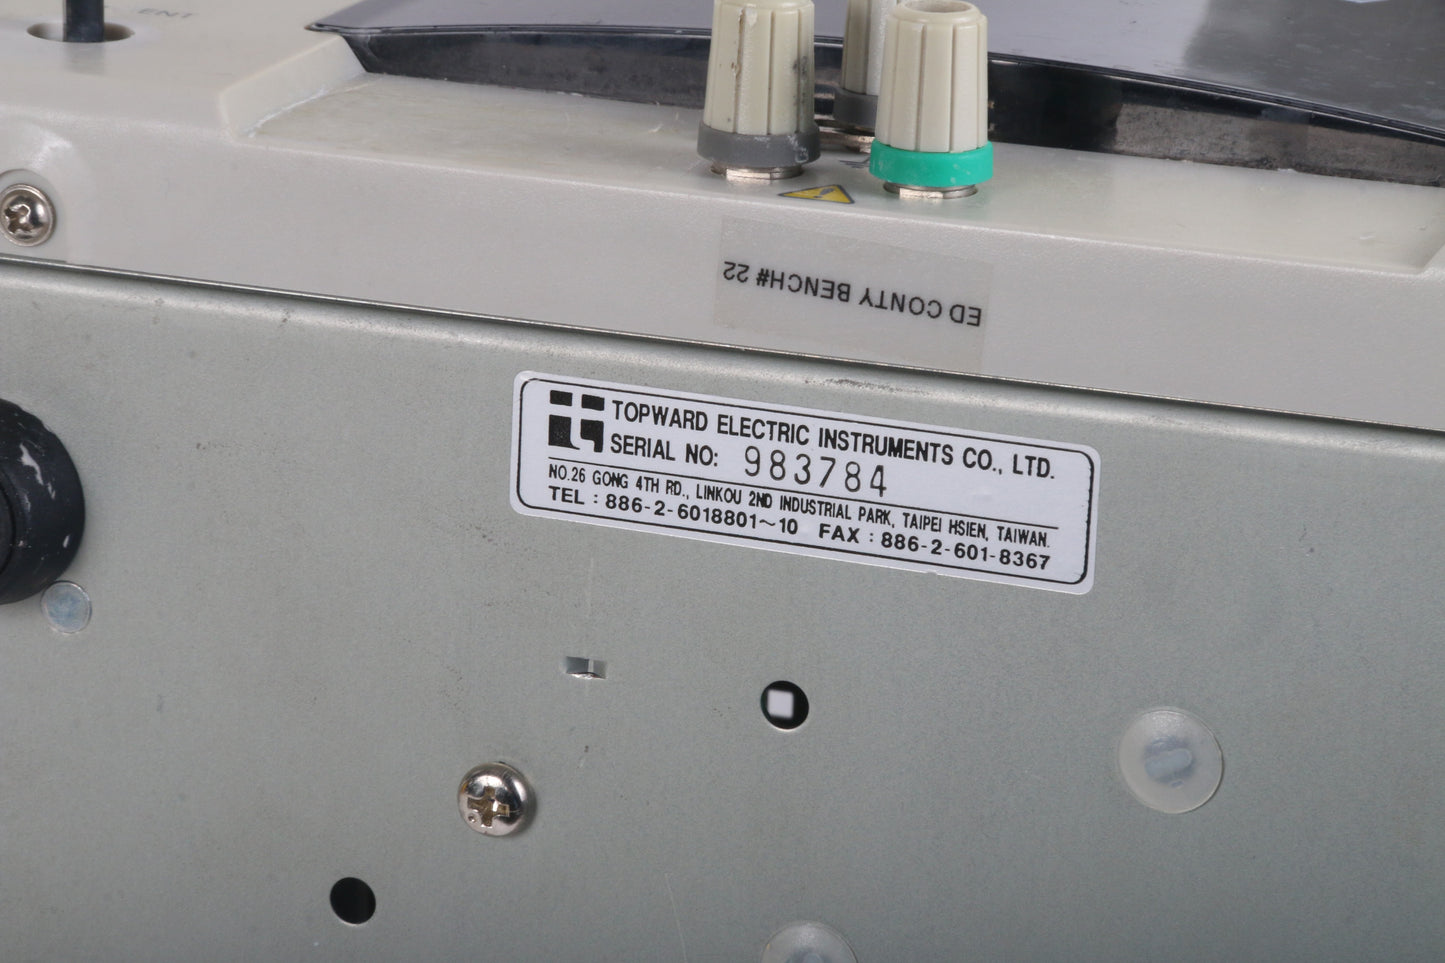 ENT
ED CONTY BENCH# 22
TOPWARD ELECTRIC INSTRUMENTS CO., LTD.
SERIAL NO: 983784
NO.26 GONG 4TH RD., LINKOU 2ND INDUSTRIAL PARK, TAIPEI HSIEN, TAIWAN.
TEL : 886-2-6018801~10 FAX : 886-2-601-8367